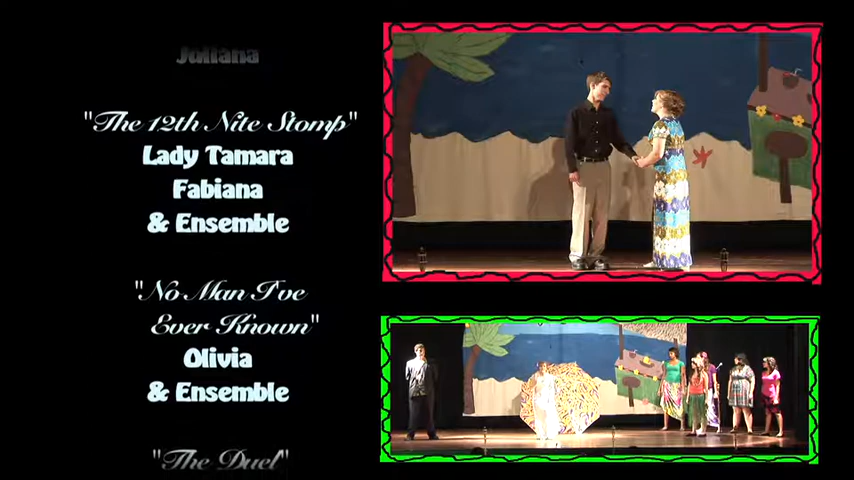 Juliana
"The 12th Nite Stomp"
Lady Tamara
Fabiana
& Ensemble
"No Man I've
Ever Known"
Olivia
& Ensemble
"The Duel"